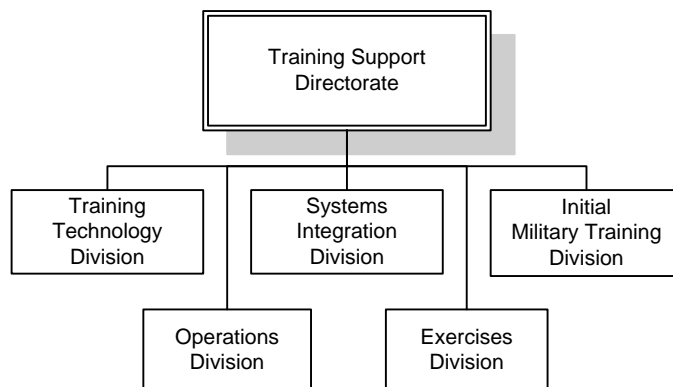 Training Support
Directorate
Training
Technology
Division
Systems
Integration
Division
Initial
Military Training
Division
Operations
Division
Exercises
Division